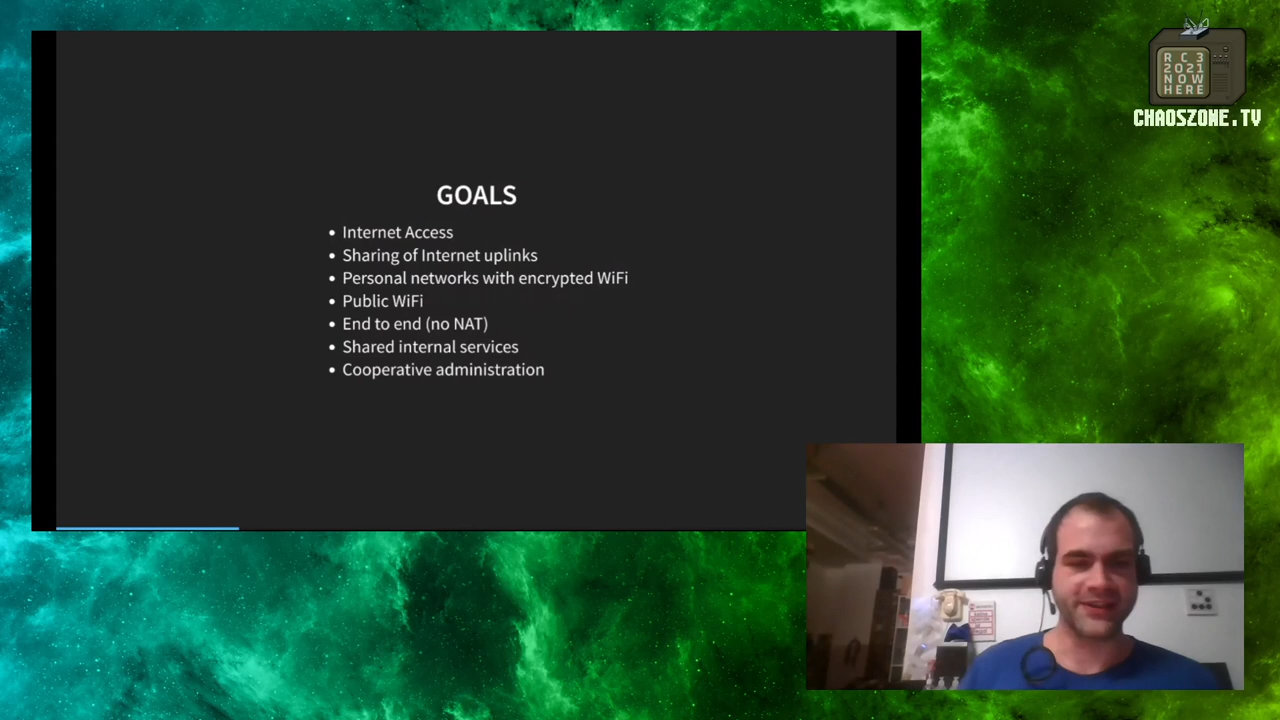 GOALS
• Internet Access
• Sharing of Internet uplinks
• Personal networks with encrypted WiFi
• Public WiFi
• End to end (no NAT)
• Shared internal services
• Cooperative administration
R C 3
2021
NOW
HERE
CHAOSZONE.TV